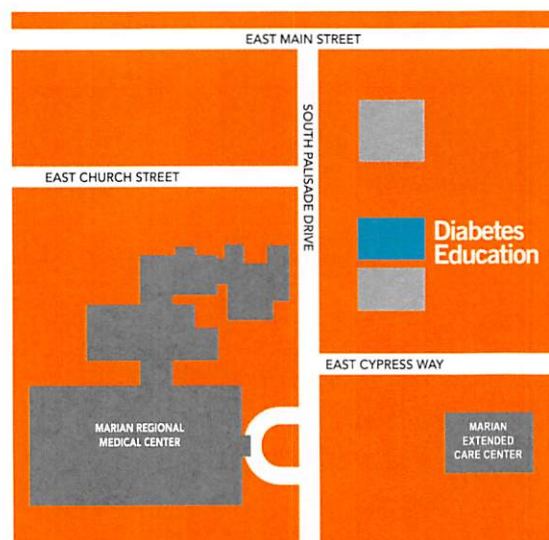 EAST MAIN STREET
SOUTH PALISADE DRIVE
EAST CHURCH STREET
Diabetes
Education
EAST CYPRESS WAY
MARIAN REGIONAL
MEDICAL CENTER
MARIAN
EXTENDED
CARE CENTER